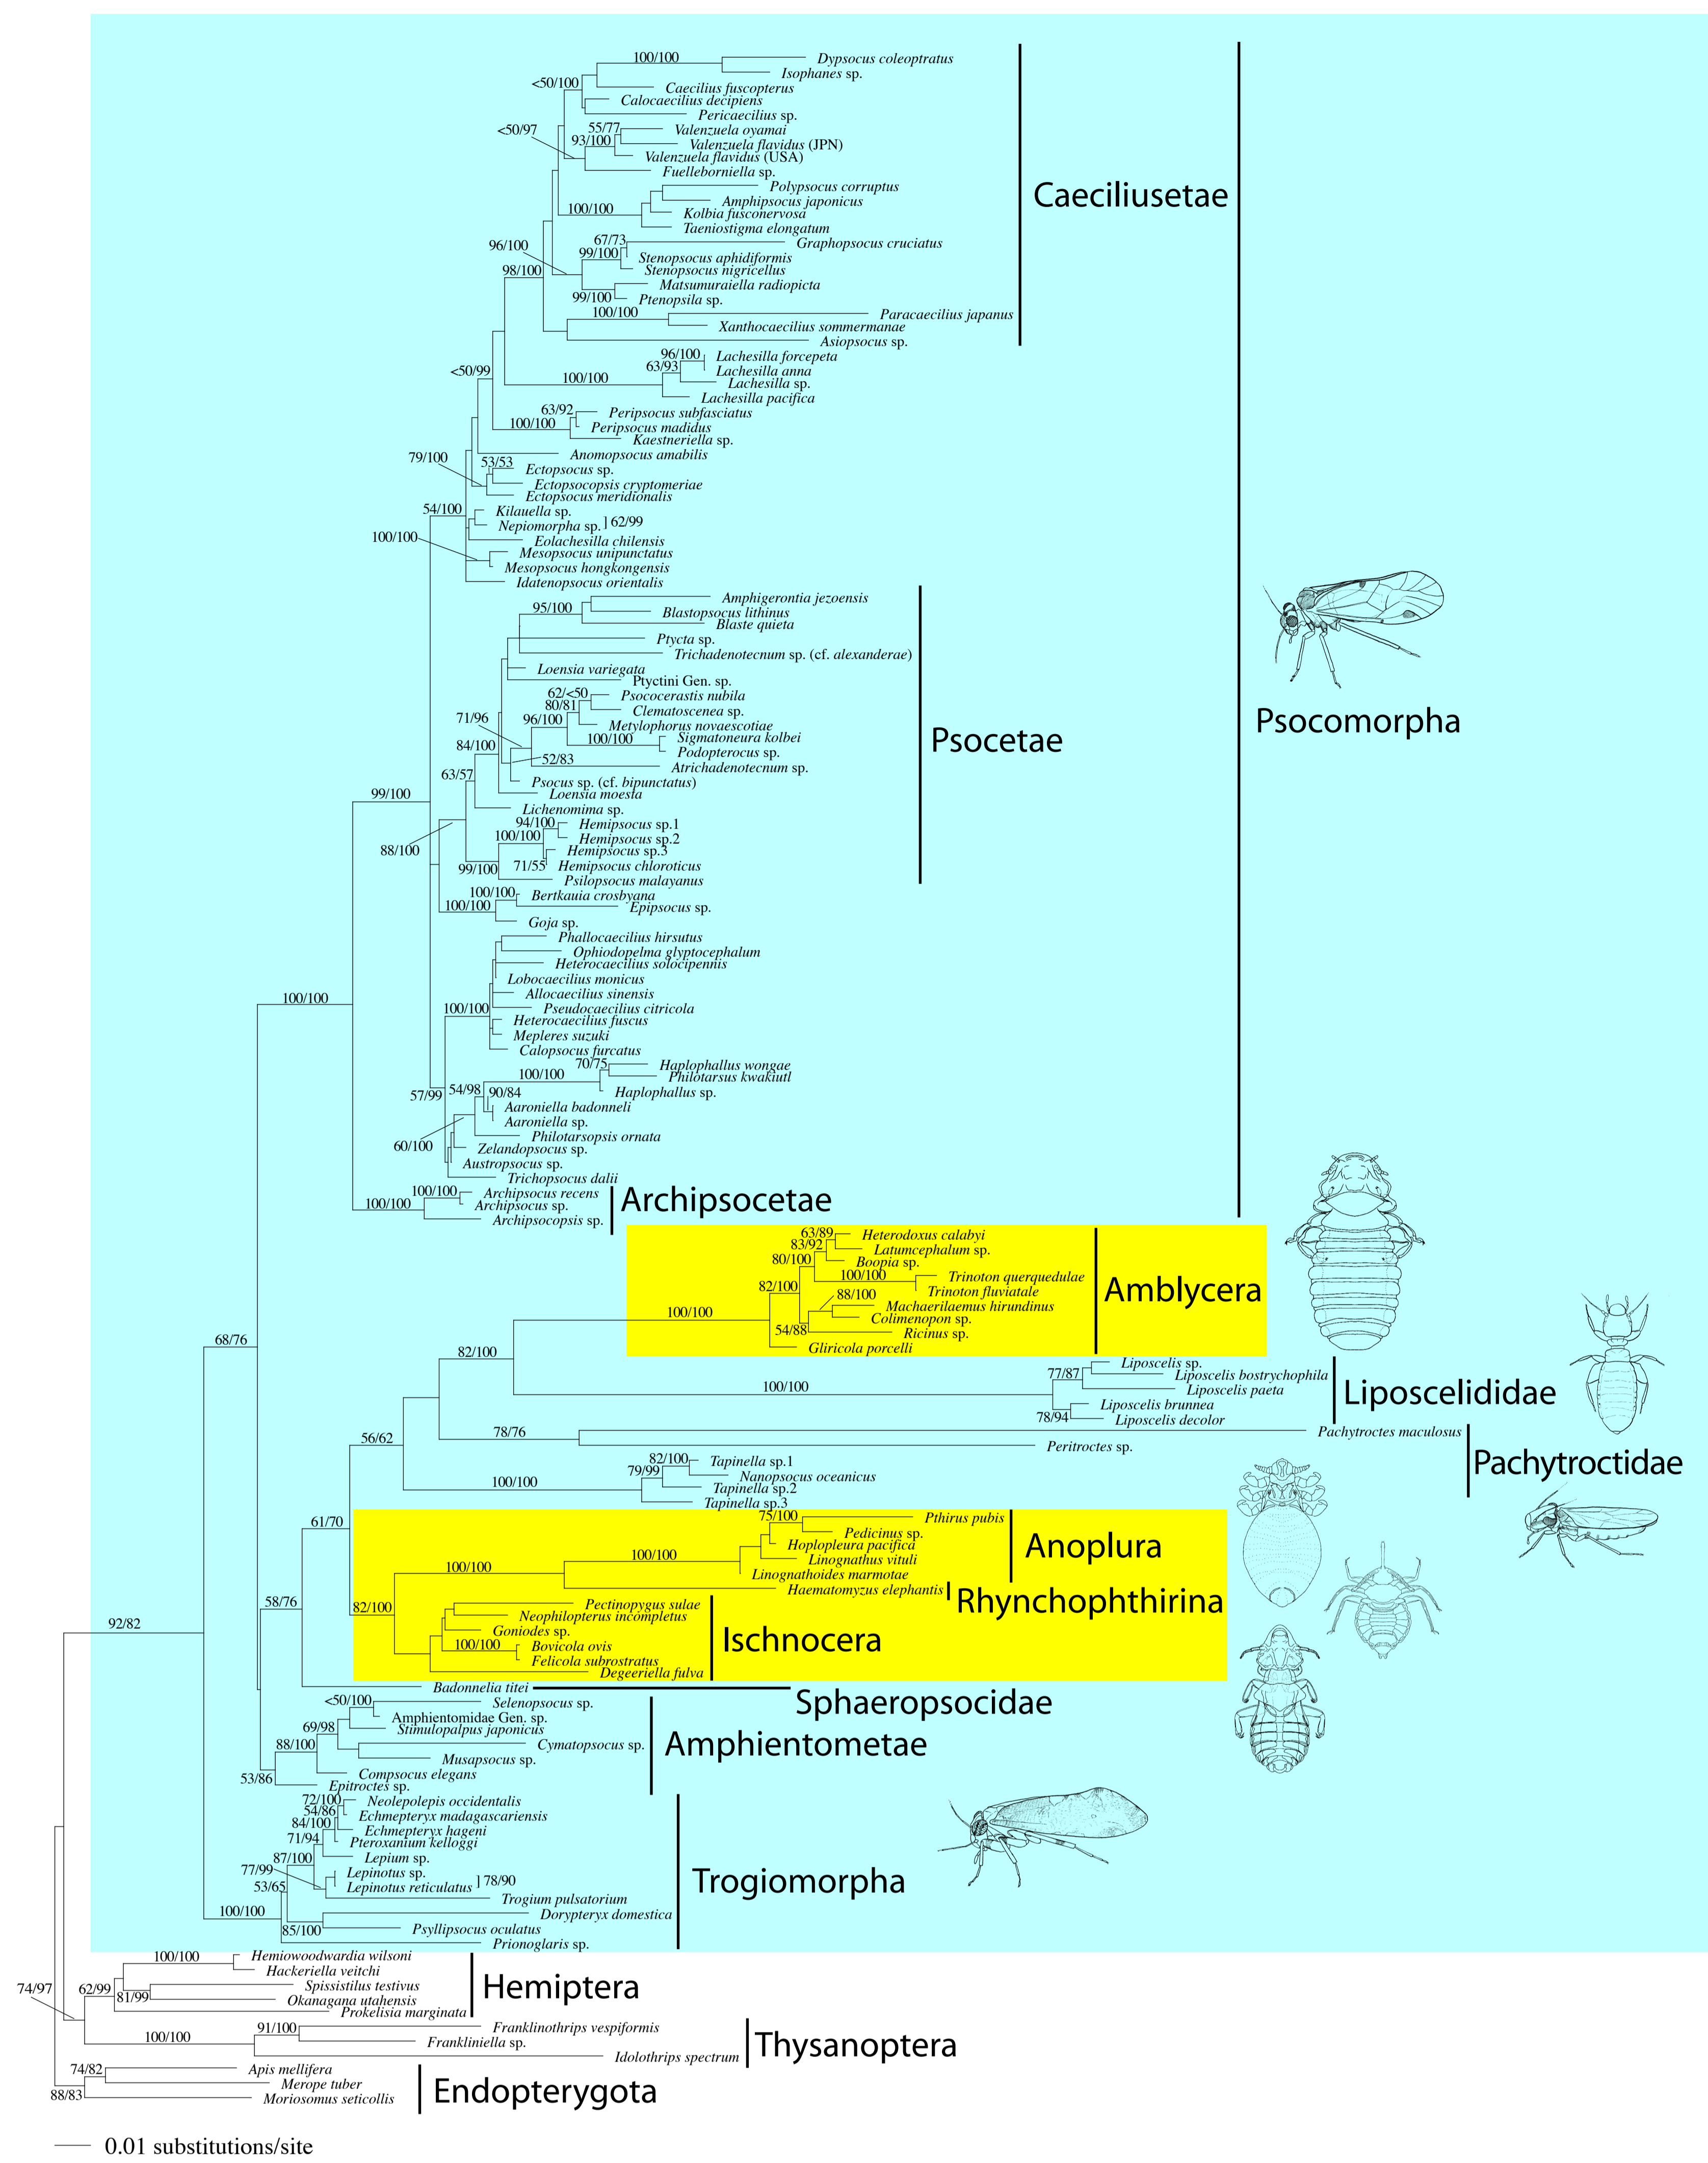 100/100
Dypsocus coleoptratus
Isophanes sp.
<50/100
Caecilius fuscopterus
Calocaecilius decipiens
Pericaecilius sp.
<50/97
55/77
Valenzuela oyamai
93/100
Valenzuela flavidus (JPN)
Valenzuela flavidus (USA)
Fuelleborniella sp.
Polypsocus corruptus
Caeciliusetae
Amphipsocus japonicus
100/100
Kolbia fusconervosa
Taeniostigma elongatum
67/73
Graphopsocus cruciatus
96/100
99/100
Stenopsocus aphidiformis
98/100
Stenopsocus nigricellus
Matsumuraiella radiopicta
99/100
Ptenopsila sp.
100/100
Paracaecilius japanus
Xanthocaecilius sommermanae
Asiopsocus sp.
96/100
Lachesilla forcepeta
<50/99
63/93
Lachesilla anna
100/100
Lachesilla sp.
Lachesilla pacifica
63/92
Peripsocus subfasciatus
100/100
Peripsocus madidus
Kaestneriella sp.
Anomopsocus amabilis
79/100
53/53
Ectopsocus sp.
Ectopsocopsis cryptomeriae
Ectopsocus meridionalis
54/100
Kilauella sp.
Nepiomorpha sp. ] 62/99
100/100
Eolachesilla chilensis
Mesopsocus unipunctatus
Mesopsocus hongkongensis
Idatenopsocus orientalis
Amphigerontia jezoensis
95/100
Blastopsocus lithinus
Blaste quieta
Ptycta sp.
Trichadenotecnum sp. (cf. alexanderae)
Loensia variegata
Ptyctini Gen. sp.
62/<50
Psococerastis nubila
80/81
Clematoscenea sp.
71/96
96/100
Metylophorus novaescotiae
Psocomorpha
100/100
Sigmatoneura kolbei
Psocetae
84/100
Podopterocus sp.
52/83
Atrichadenotecnum sp.
63/57
Psocus sp. (cf. bipunctatus)
99/100
Loensia moesta
Lichenomima sp.
94/100
Hemipsocus sp.1
100/100
Hemipsocus sp.2
88/100
Hemipsocus sp.3
99/100
71/55
Hemipsocus chloroticus
Psilopsocus malayanus
100/100
Bertkauia crosbyana
100/100
Epipsocus sp.
Goja sp.
Phallocaecilius hirsutus
Ophiodopelma glyptocephalum
Heterocaecilius solocipennis
Lobocaecilius monicus
Allocaecilius sinensis
100/100
100/100
Pseudocaecilius citricola
Heterocaecilius fuscus
Mepleres suzuki
Calopsocus furcatus
70/75
Haplophallus wongae
100/100
Philotarsus kwakiutl
57/99
54/98
90/84
Haplophallus sp.
Aaroniella badonneli
Aaroniella sp.
Philotarsopsis ornata
60/100
Zelandopsocus sp.
Austropsocus sp.
Trichopsocus dalii
100/100
Archipsocus recens
Archipsocetae
100/100
Archipsocus sp.
Archipsocopsis sp.
63/89
Heterodoxus calabyi
83/92
Latumcephalum sp.
80/100
Boopia sp.
100/100
Trinoton querquedulae
82/100
Trinoton fluviatale
Amblycera
88/100
Machaerilaemus hirundinus
100/100
Colimenopon sp.
54/88
Ricinus sp.
68/76
Gliricola porcelli
82/100
Liposcelis sp.
77/87
Liposcelis bostrychophila
100/100
Liposcelis paeta
Liposcelididae
Liposcelis brunnea
78/94
Liposcelis decolor
78/76
Pachytroctes maculosus
56/62
Peritroctes sp.
82/100
Tapinella sp.1
Pachytroctidae
79/99
Nanopsocus oceanicus
100/100
Tapinella sp.2
Tapinella sp.3
61/70
75/100
Pthirus pubis
Pedicinus sp.
Hoplopleura pacifica
Anoplura
100/100
Linognathus vituli
100/100
Linognathoides marmotae
Haematomyzus elephantis
Rhynchophthirina
58/76
82/100
Pectinopygus sulae
Neophilopterus incompletus
92/82
Goniodes sp.
Ischnocera
100/100
Bovicola ovis
Felicola subrostratus
Degeeriella fulva
Badonnelia titei
Sphaeropsocidae
<50/100
Selenopsocus sp.
Amphientomidae Gen. sp.
69/98
Stimulopalpus japonicus
88/100
Cymatopsocus sp.
Amphientometae
Musapsocus sp.
53/86
Compsocus elegans
Epitroctes sp.
72/100
Neolepolepis occidentalis
54/86
Echmepteryx madagascariensis
84/100
Echmepteryx hageni
71/94
Pteroxanium kelloggi
87/100
Lepium sp.
77/99
Lepinotus sp.
Trogiomorpha
53/65
Lepinotus reticulatus ] 78/90
Trogium pulsatorium
100/100
Dorypteryx domestica
85/100
Psyllipsocus oculatus
Prionoglaris sp.
100/100
Hemiowoodwardia wilsoni
Hackeriella veitchi
74/97
62/99
Spissistilus testivus
Hemiptera
81/99
Okanagana utahensis
Prokelisia marginata
91/100
Franklinothrips vespiformis
100/100
Frankliniella sp.
Thysanoptera
Idolothrips spectrum
74/82
Apis mellifera
Merope tuber
Endopterygota
88/83
Moriosomus seticollis
0.01 substitutions/site